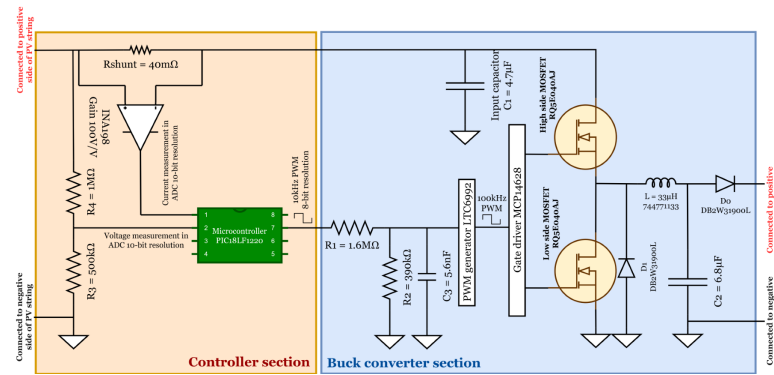 Connected to positive
side of PV string
Rshunt = 40mΩ
INA198
Gain 100V/V
Current measurement in
ADC 10-bit resolution
R4 = 1MΩ
Voltage measurement in
ADC 10-bit resolution
1
2
3
4
8
7
6
5
Microcontroller
PIC18LF1220
10kHz PWM
8-bit resolution
R3 = 500kΩ
Connected to negative
side of PV string
Controller section
R1 = 1.6MΩ
R2 = 390kΩ
C3 = 5.6nF
PWM generator LTC6992
100kHz
PWM
Gate driver MCP14628
Input capacitor
C1 = 4.7µF
High side MOSFET
RQ5E040AJ
Low side MOSFET
RQ5E040AJ
L = 33µH
744771133
D0
DB2W31900L
D1
DB2W31900L
C2 = 6.8µF
Connected to positive
Connected to negative
Buck converter section